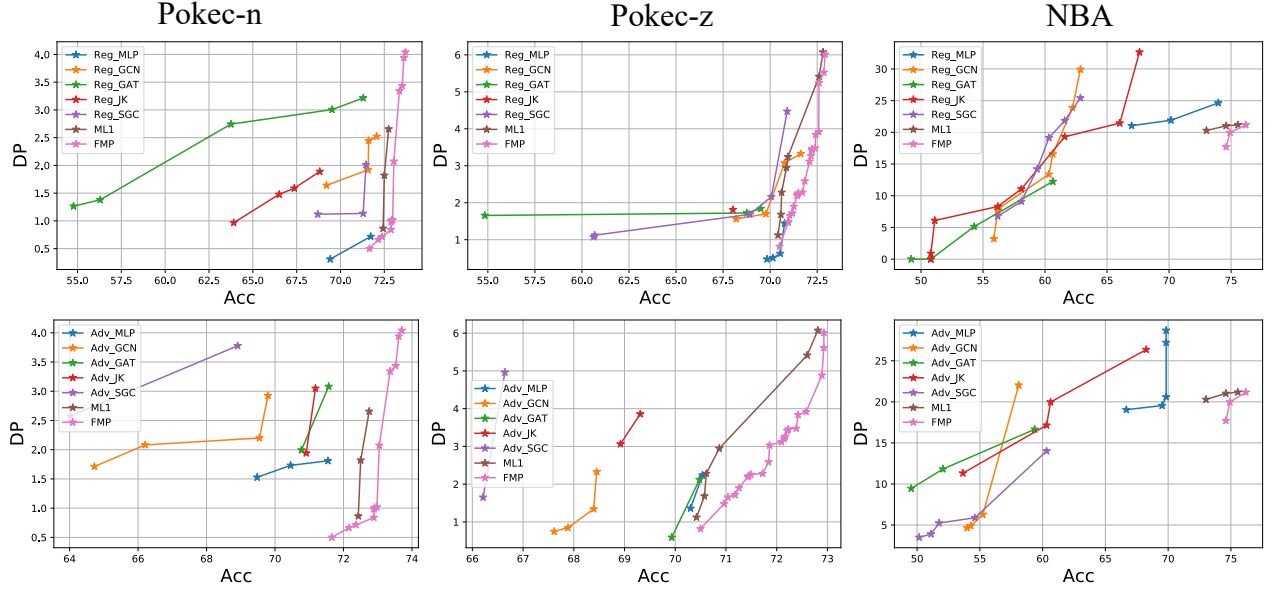 Pokec-n
Pokec-z
NBA
DP
4.0
3.5
3.0
2.5
2.0
1.5
1.0
0.5
Reg_MLP
Reg_GCN
Reg_GAT
Reg_JK
Reg_SGC
ML1
FMP
55.0 57.5 60.0 62.5 65.0 67.5 70.0 72.5
Acc
DP
6
5
4
3
2
1
Reg_MLP
Reg_GCN
Reg_GAT
Reg_JK
Reg_SGC
ML1
FMP
55.0 57.5 60.0 62.5 65.0 67.5 70.0 72.5
Acc
DP
30
25
20
15
10
5
0
Reg_MLP
Reg_GCN
Reg_GAT
Reg_JK
Reg_SGC
ML1
FMP
50 55 60 65 70 75
Acc
DP
4.0
3.5
3.0
2.5
2.0
1.5
1.0
0.5
Adv_MLP
Adv_GCN
Adv_GAT
Adv_JK
Adv_SGC
ML1
FMP
64 66 68 70 72 74
Acc
DP
6
5
4
3
2
1
Adv_MLP
Adv_GCN
Adv_GAT
Adv_JK
Adv_SGC
ML1
FMP
66 67 68 69 70 71 72 73
Acc
DP
25
20
15
10
5
Adv_MLP
Adv_GCN
Adv_GAT
Adv_JK
Adv_SGC
ML1
FMP
50 55 60 65 70 75
Acc